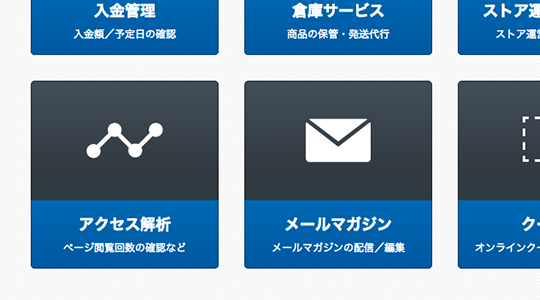 入金管理
入金額／予定日の確認
倉庫サービス
商品の保管・発送代行
ストア運
ストア運営
アクセス解析
ページ閲覧回数の確認など
メールマガジン
メールマガジンの配信／編集
ク
オンラインク